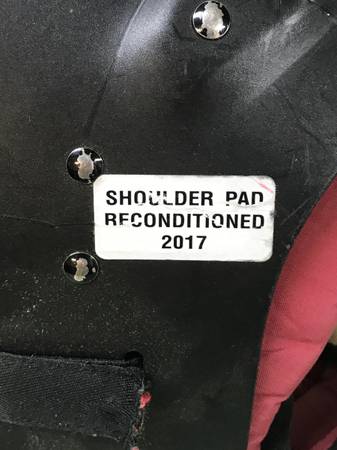 SHOULDER PAD
RECONDITIONED
2017